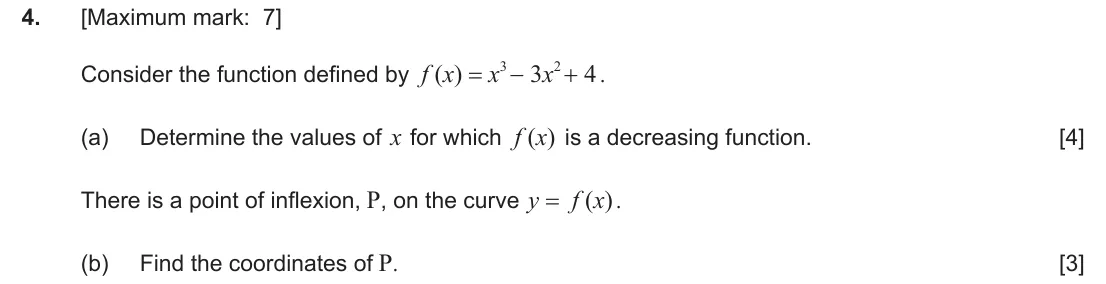 4. [Maximum mark: 7]
Consider the function defined by f(x) = x³ − 3x² + 4.
(a) Determine the values of x for which f(x) is a decreasing function. [4]
There is a point of inflexion, P, on the curve y = f(x).
(b) Find the coordinates of P. [3]